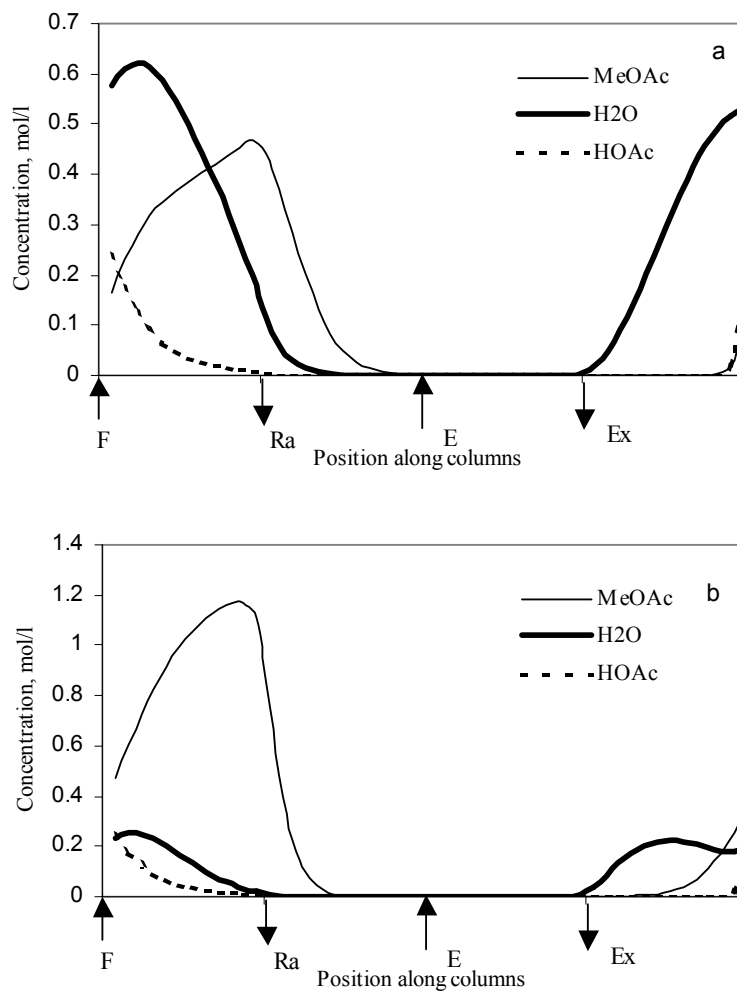 0.7
a
MeOAc
0.6
H2O
0.5
HOAc
0.4
0.3
0.2
0.1
0
Concentration, mol/l
F
Ra
E
Ex
Position along columns
1.4
b
MeOAc
1.2
H2O
1
HOAc
0.8
0.6
0.4
0.2
0
Concentration, mol/l
F
Ra
E
Ex
Position along columns